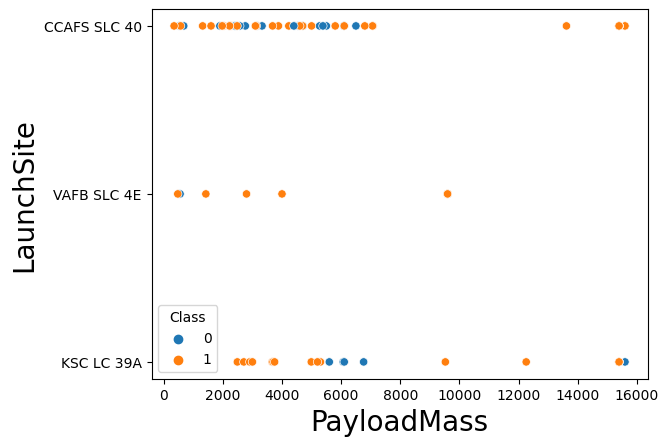 CCAFS SLC 40
VAFB SLC 4E
KSC LC 39A
LaunchSite
Class
0
1
0 2000 4000 6000 8000 10000 12000 14000 16000
PayloadMass